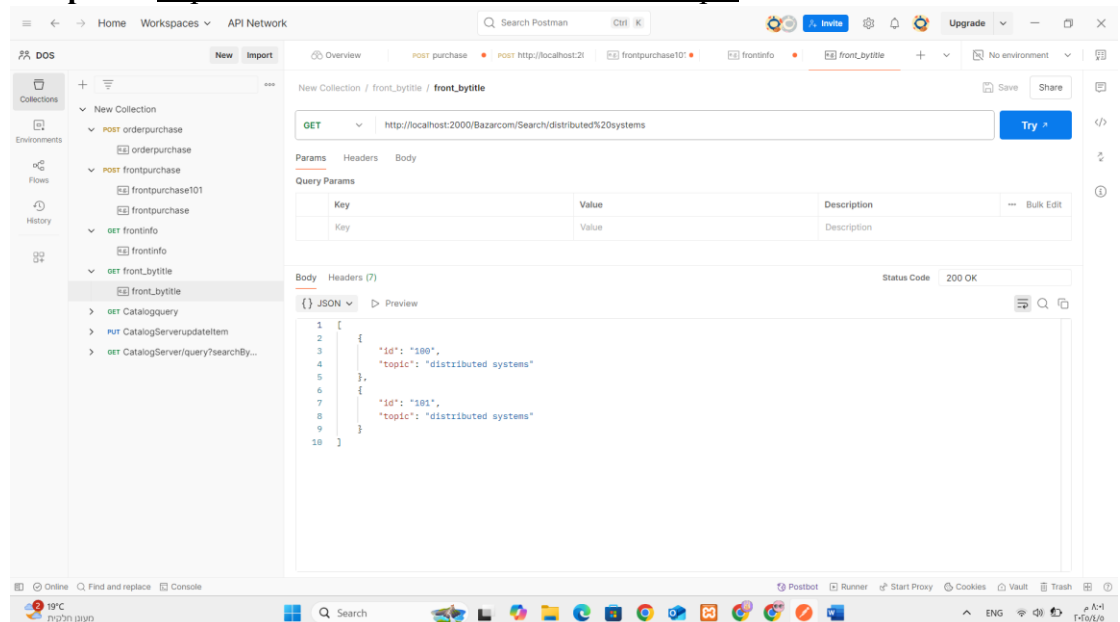 Home Workspaces API Network Search Postman Ctrl K Invite Upgrade
DOS New Import Overview POST purchase POST http://localhost:2( frontpurchase10: frontinfo front_bytitle No environment
Collections
Environments
Flows
History
New Collection
POST orderpurchase
orderpurchase
POST frontpurchase
frontpurchase101
frontpurchase
GET frontinfo
frontinfo
GET front_bytitle
front_bytitle
GET Catalogquery
PUT CatalogServerupdateItem
GET CatalogServer/query?searchBy...
New Collection / front_bytitle / front_bytitle Save Share
GET http://localhost:2000/Bazarcom/Search/distributed%20systems Try
Params Headers Body
Query Params
Key Value Description Bulk Edit
Key Value Description
Body Headers (7) Status Code 200 OK
{} JSON Preview
1 [
2 {
3 "id": "100",
4 "topic": "distributed systems"
5 },
6 {
7 "id": "101",
8 "topic": "distributed systems"
9 }
10 ]
Online Find and replace Console Postbot Runner Start Proxy Cookies Vault Trash
2 19°C
מעונן חלקית
Search ENG